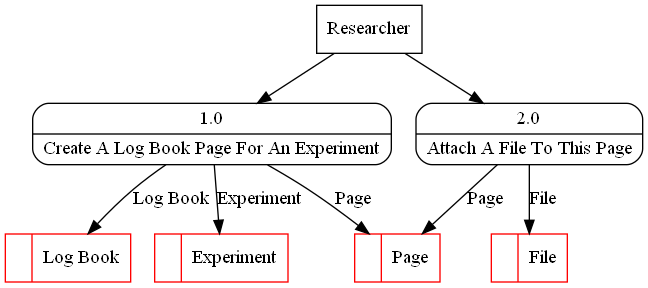 Researcher
1.0
Create A Log Book Page For An Experiment
2.0
Attach A File To This Page
Log Book
Experiment
Page
Page
File
Log Book
Experiment
Page
File